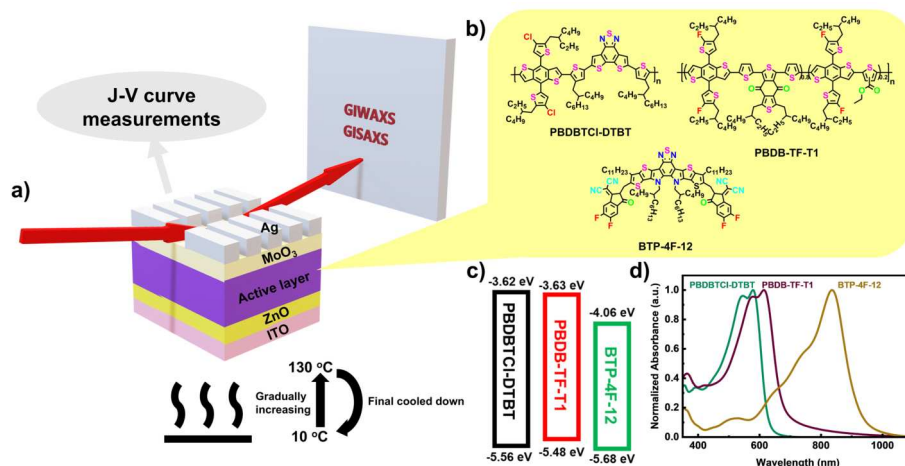 a)
J-V curve
measurements
GIWAXS
GISAXS
Ag
MoO3
Active layer
ZnO
ITO
130 °C
Gradually
increasing
Final cooled down
10 °C
b)
PBDBTCl-DTBT
PBDB-TF-T1
BTP-4F-12
c)
-3.62 eV
-3.63 eV
-4.06 eV
PBDBTCl-DTBT
PBDB-TF-T1
BTP-4F-12
-5.56 eV
-5.48 eV
-5.68 eV
d)
PBDBTCl-DTBT
PBDB-TF-T1
BTP-4F-12
Normalized Absorbance (a.u.)
1.0
0.8
0.6
0.4
0.2
0.0
400
600
800
1000
Wavelength (nm)